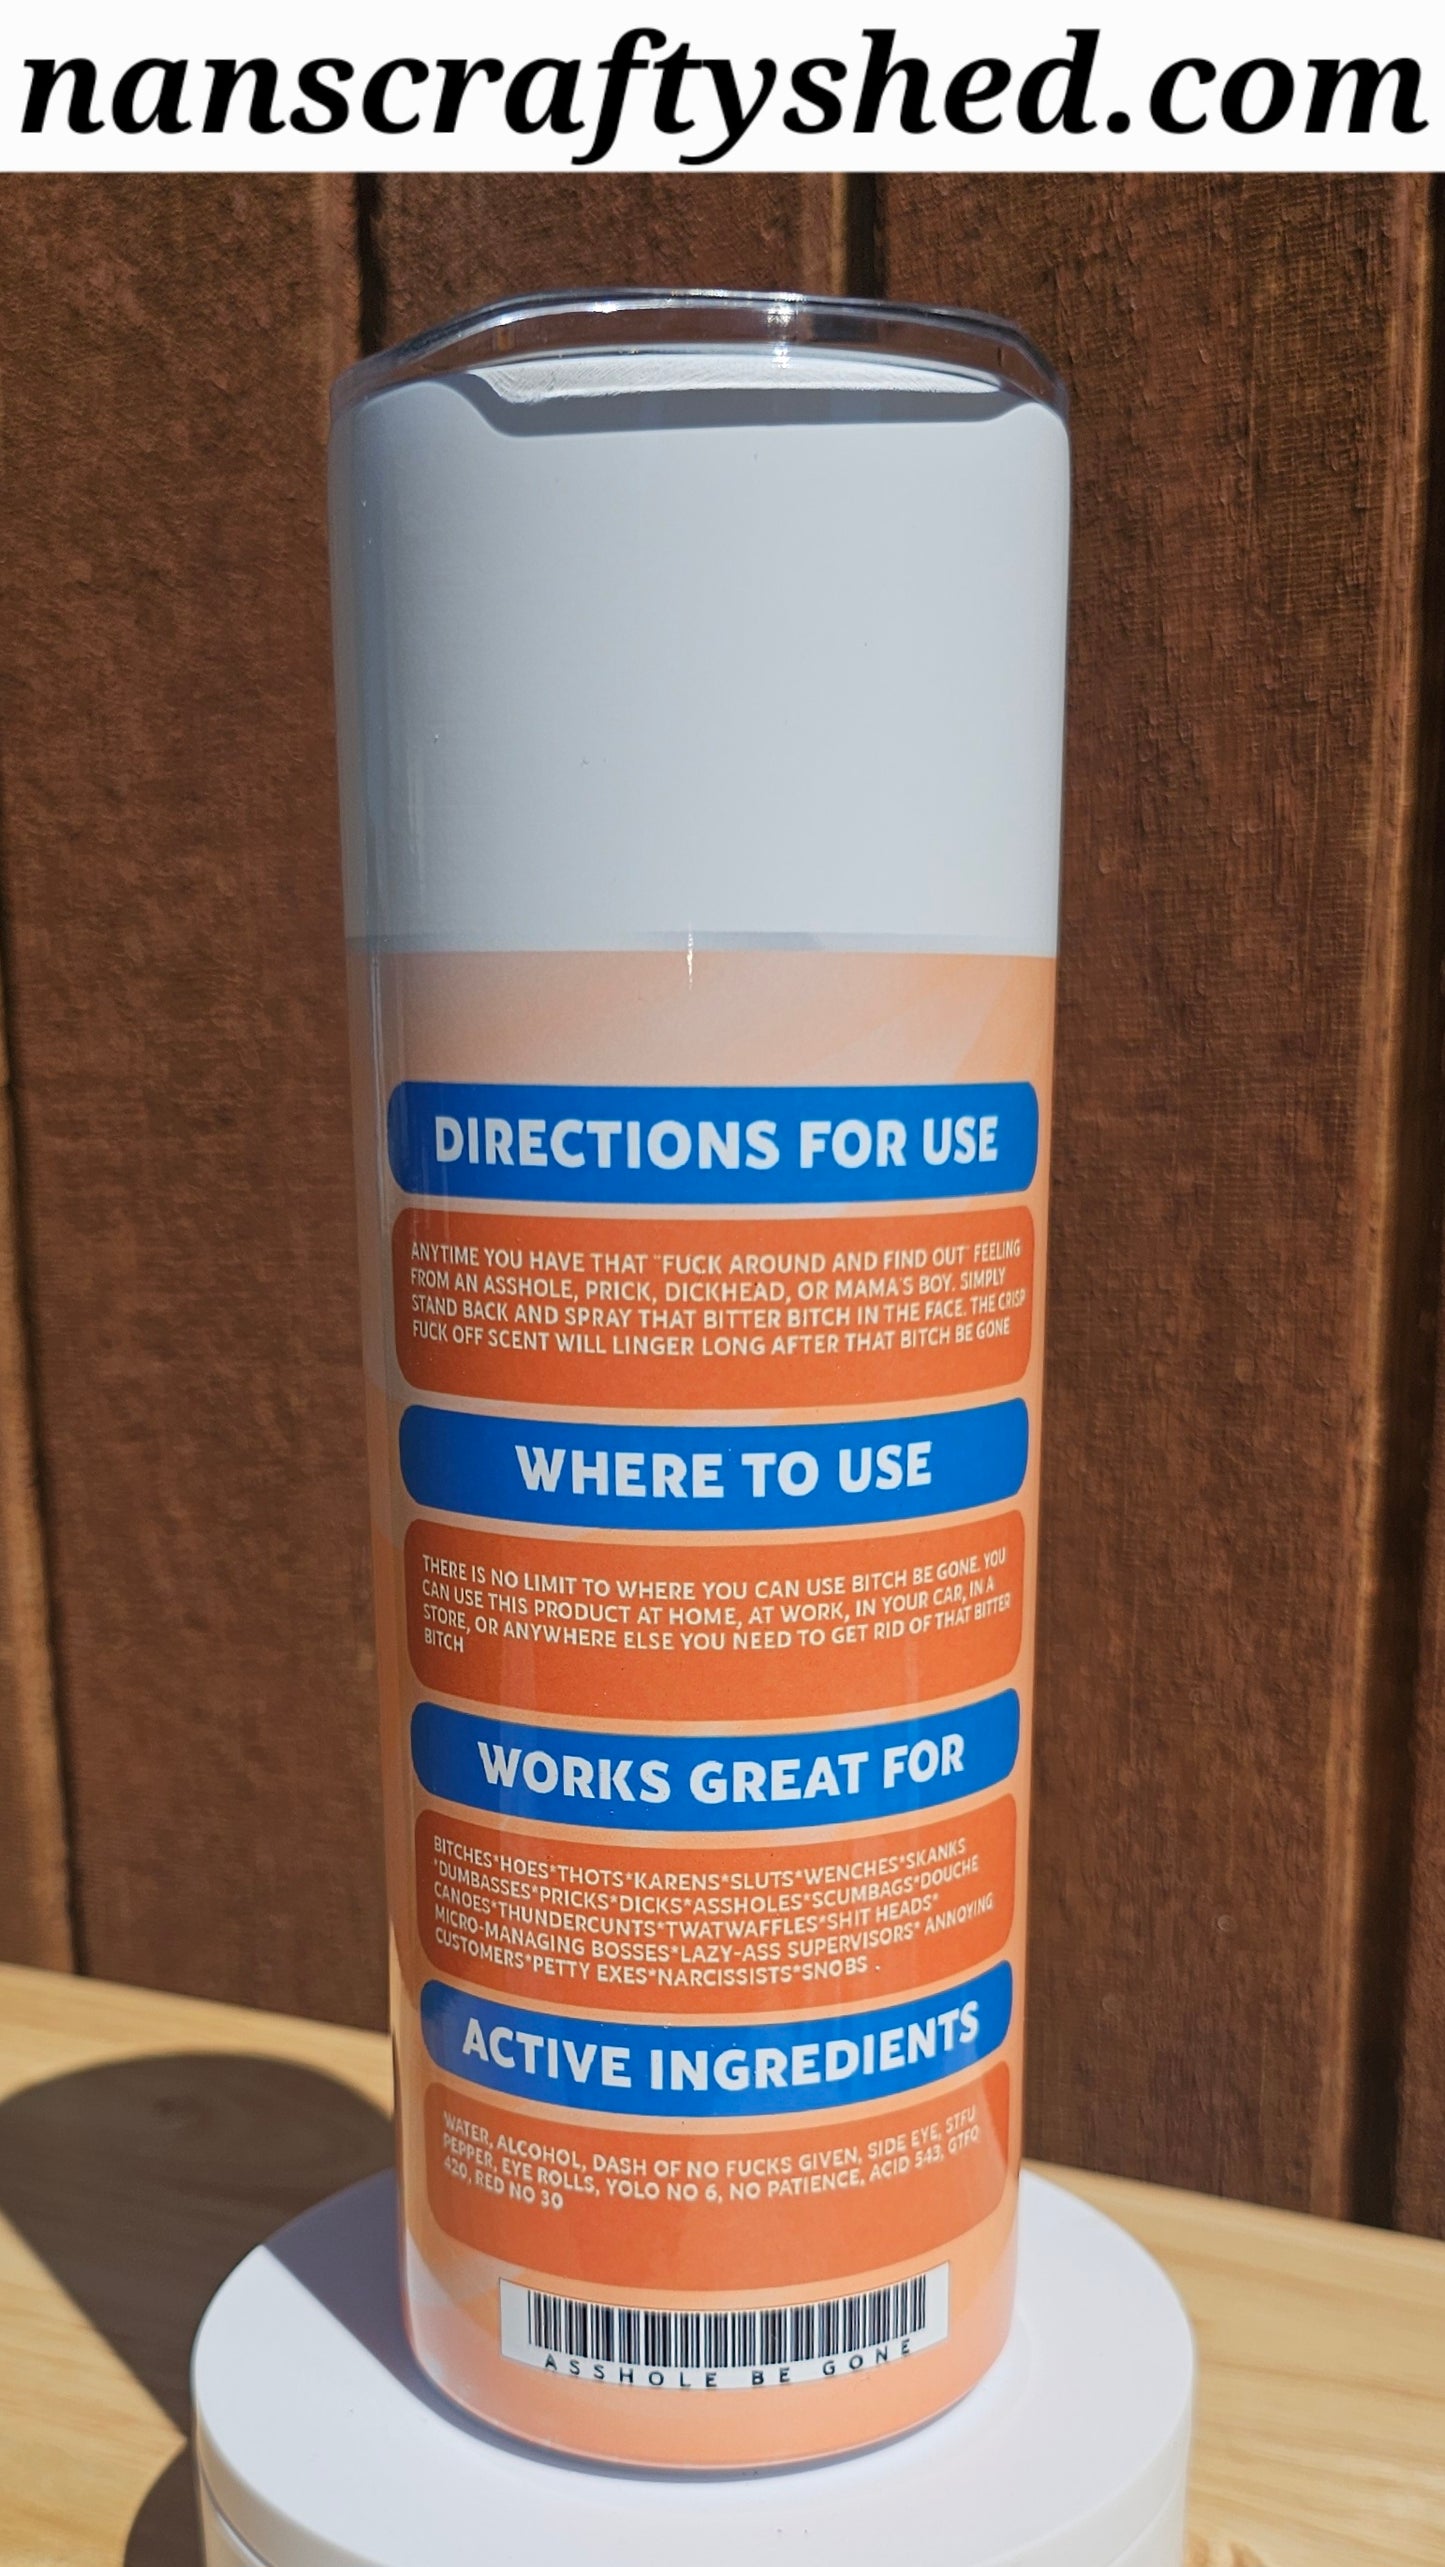 nanscraftyshed.com
DIRECTIONS FOR USE
ANYTIME YOU HAVE THAT "FUCK AROUND AND FIND OUT" FEELING
FROM AN ASSHOLE, PRICK, DICKHEAD, OR MAMA'S BOY. SIMPLY
STAND BACK AND SPRAY THAT BITTER BITCH IN THE FACE. THE CRISP
FUCK OFF SCENT WILL LINGER LONG AFTER THAT BITCH BE GONE
WHERE TO USE
THERE IS NO LIMIT TO WHERE YOU CAN USE BITCH BE GONE. YOU
CAN USE THIS PRODUCT AT HOME, AT WORK, IN YOUR CAR, IN A
STORE, OR ANYWHERE ELSE YOU NEED TO GET RID OF THAT BITTER
BITCH
WORKS GREAT FOR
BITCHES*HOES*THOTS*KARENS*SLUTS*WENCHES*SKANKS
*DUMBASSES*PRICKS*DICKS*ASSHOLES*SCUMBAGS*DOUCHE
CANOES*THUNDERCUNTS*TWATWAFFLES*SHIT HEADS*
MICRO-MANAGING BOSSES*LAZY-ASS SUPERVISORS* ANNOYING
CUSTOMERS*PETTY EXES*NARCISSISTS*SNOBS .
ACTIVE INGREDIENTS
WATER, ALCOHOL, DASH OF NO FUCKS GIVEN, SIDE EYE, STFU
PEPPER, EYE ROLLS, YOLO NO 6, NO PATIENCE, ACID 543, GTFO
420, RED NO 30
ASSHOLE BE GONE